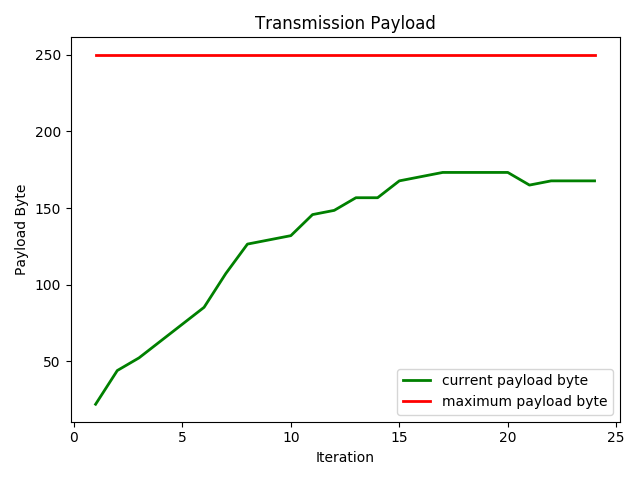 Transmission Payload
250
200
150
100
50
Payload Byte
0
5
10
15
20
25
Iteration
current payload byte
maximum payload byte